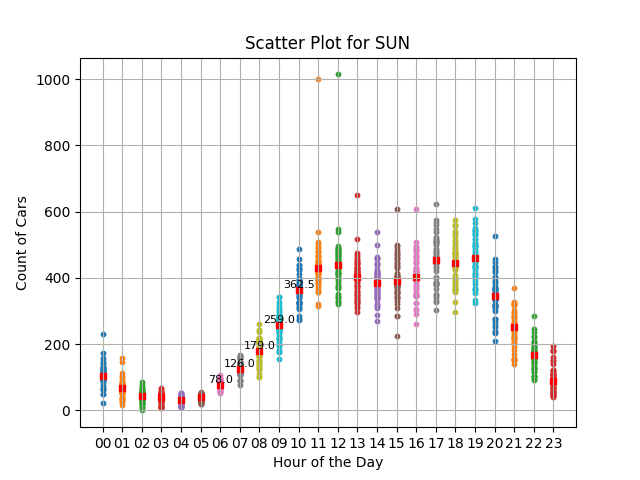 Scatter Plot for SUN
1000
800
600
400
200
0
Count of Cars
362.5
259.0
179.0
126.0
78.0
00 01 02 03 04 05 06 07 08 09 10 11 12 13 14 15 16 17 18 19 20 21 22 23
Hour of the Day